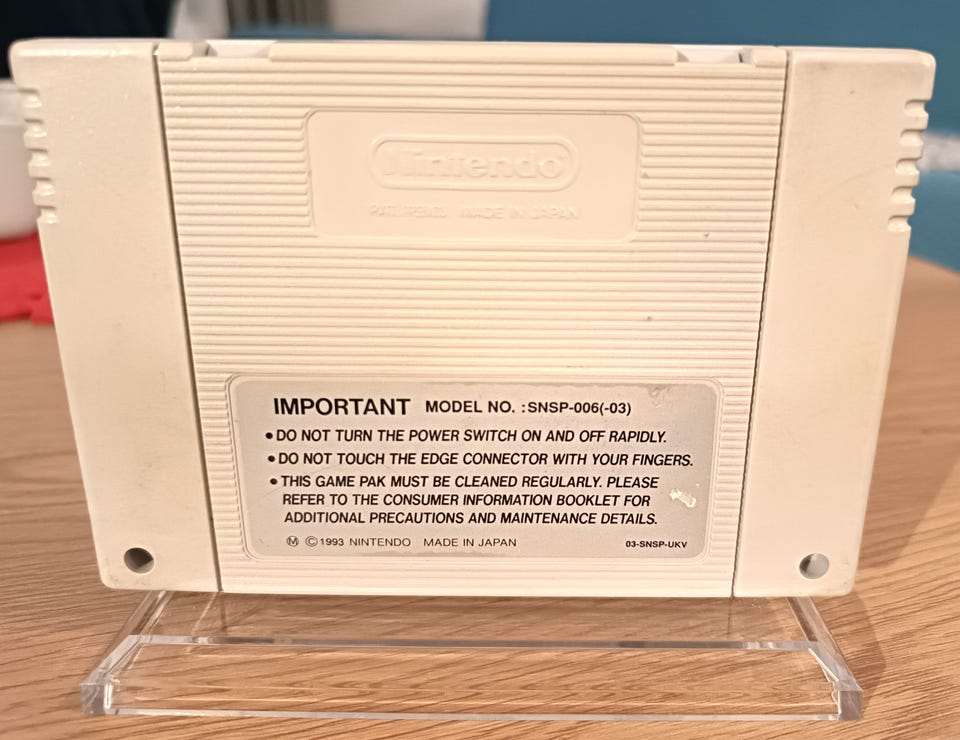 Nintendo
PAT. PEND. MADE IN JAPAN
IMPORTANT MODEL NO. :SNSP-006(-03)
●DO NOT TURN THE POWER SWITCH ON AND OFF RAPIDLY.
●DO NOT TOUCH THE EDGE CONNECTOR WITH YOUR FINGERS.
●THIS GAME PAK MUST BE CLEANED REGULARLY. PLEASE
REFER TO THE CONSUMER INFORMATION BOOKLET FOR
ADDITIONAL PRECAUTIONS AND MAINTENANCE DETAILS.
Ⓜ ©1993 NINTENDO MADE IN JAPAN 03-SNSP-UKV